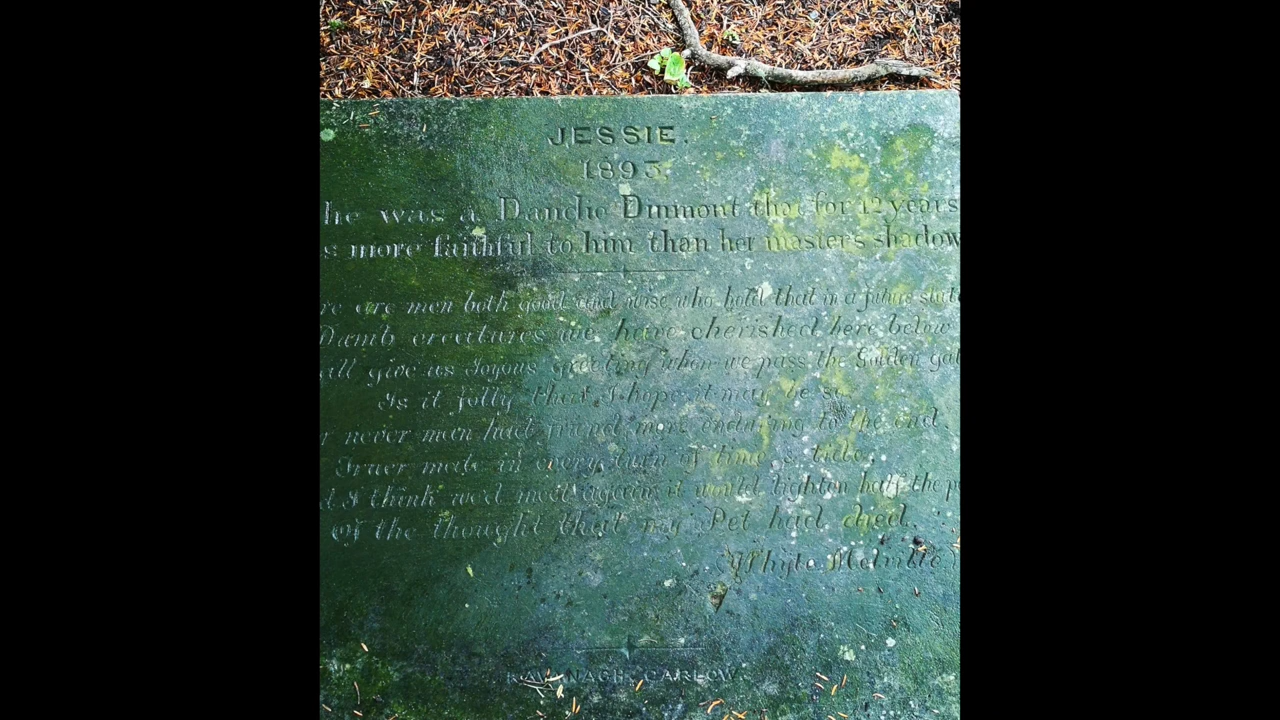 JESSIE.
1893.
he was a Dandie Dinmont that for 12 years
s more faithful to him than her masters shadow
re are men both good and wise who hold that in a future state
Dumb creatures we have cherished here below
all give us Joyous greeting when we pass the Golden gat
Is it folly that I hope it may be so
r never man had friend more enduring to the end.
Truer mate in every turn of time & tide.
d I think we'd meet again it would lighten half the p
Of the thought that my Pet had died.
(Whyte Melville)
KAVANAGH. CARLOW.